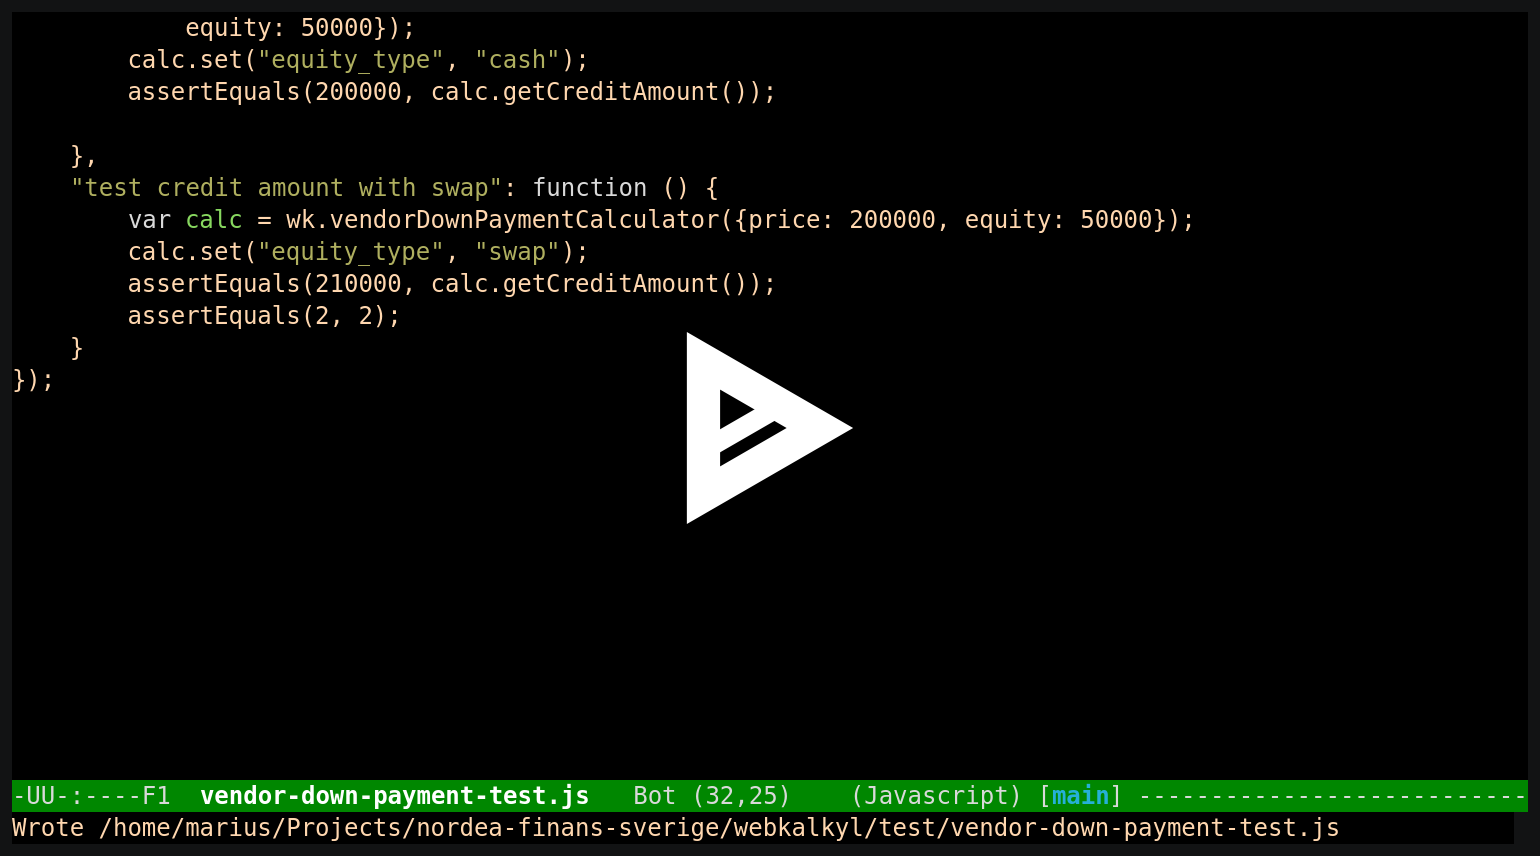 equity: 50000});
        calc.set("equity_type", "cash");
        assertEquals(200000, calc.getCreditAmount());

    },
    "test credit amount with swap": function () {
        var calc = wk.vendorDownPaymentCalculator({price: 200000, equity: 50000});
        calc.set("equity_type", "swap");
        assertEquals(210000, calc.getCreditAmount());
        assertEquals(2, 2);
    }
});
-UU-:----F1  vendor-down-payment-test.js   Bot (32,25)    (Javascript) [main] ---------------------------
Wrote /home/marius/Projects/nordea-finans-sverige/webkalkyl/test/vendor-down-payment-test.js